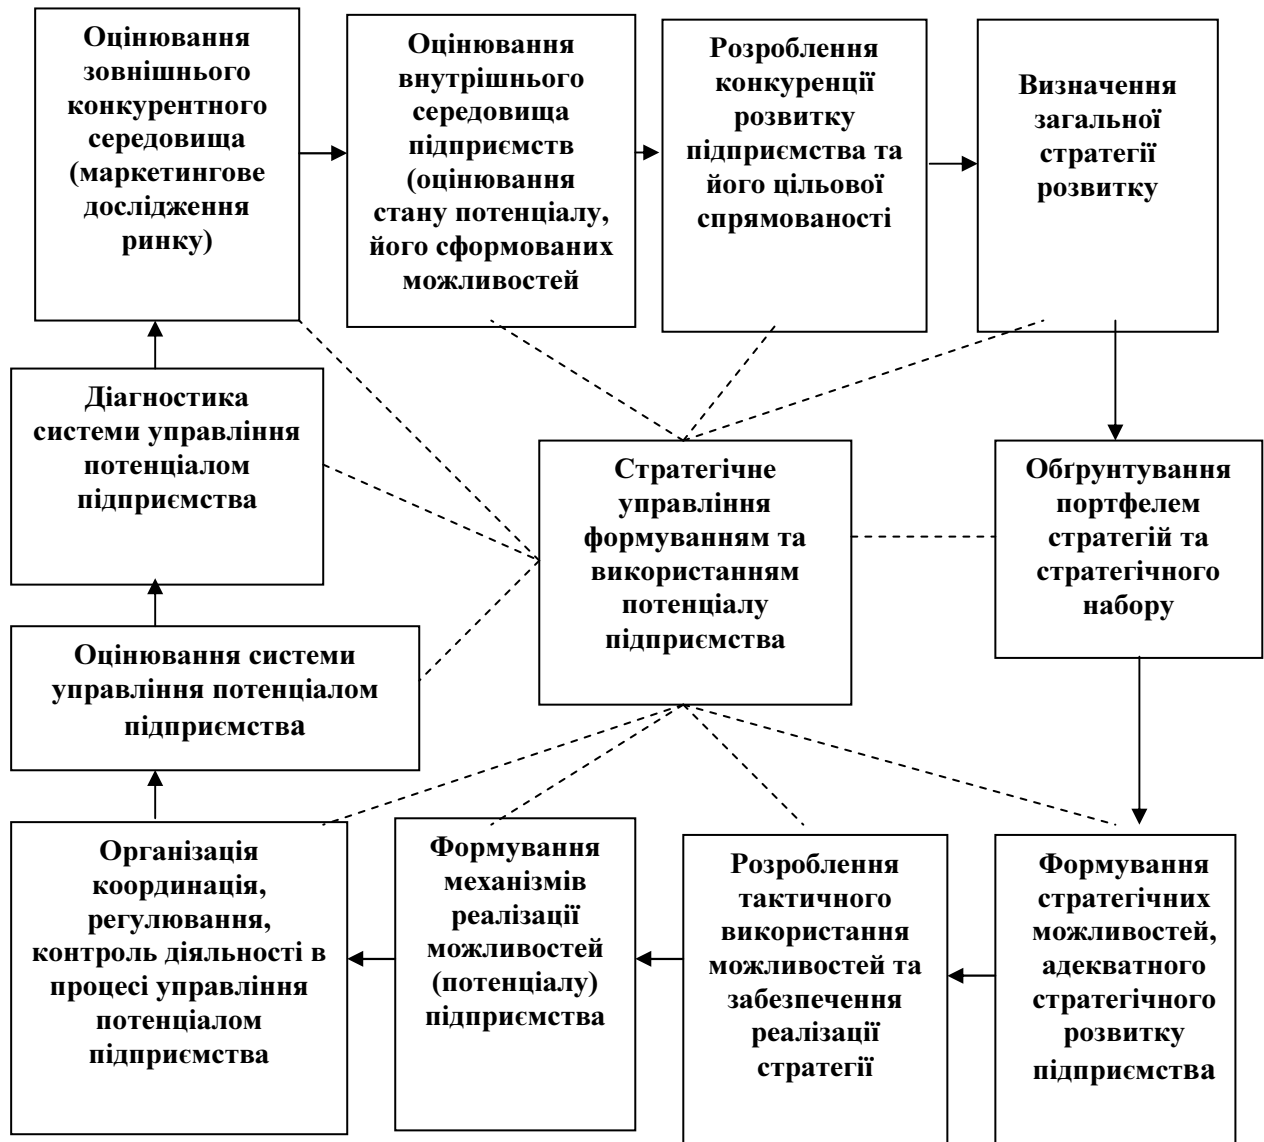 Оцінювання
зовнішнього
конкурентного
середовища
(маркетингове
дослідження
ринку)
Оцінювання
внутрішнього
середовища
підприємств
(оцінювання
стану потенціалу,
його сформованих
можливостей
Розроблення
конкуренції
розвитку
підприємства та
його цільової
спрямованості
Визначення
загальної
стратегії
розвитку
Діагностика
системи управління
потенціалом
підприємства
Стратегічне
управління
формуванням та
використанням
потенціалу
підприємства
Обґрунтування
портфелем
стратегій та
стратегічного
набору
Оцінювання системи
управління потенціалом
підприємства
Організація
координація,
регулювання,
контроль діяльності в
процесі управління
потенціалом
підприємства
Формування
механізмів
реалізації
можливостей
(потенціалу)
підприємства
Розроблення
тактичного
використання
можливостей та
забезпечення
реалізації
стратегії
Формування
стратегічних
можливостей,
адекватного
стратегічного
розвитку
підприємства